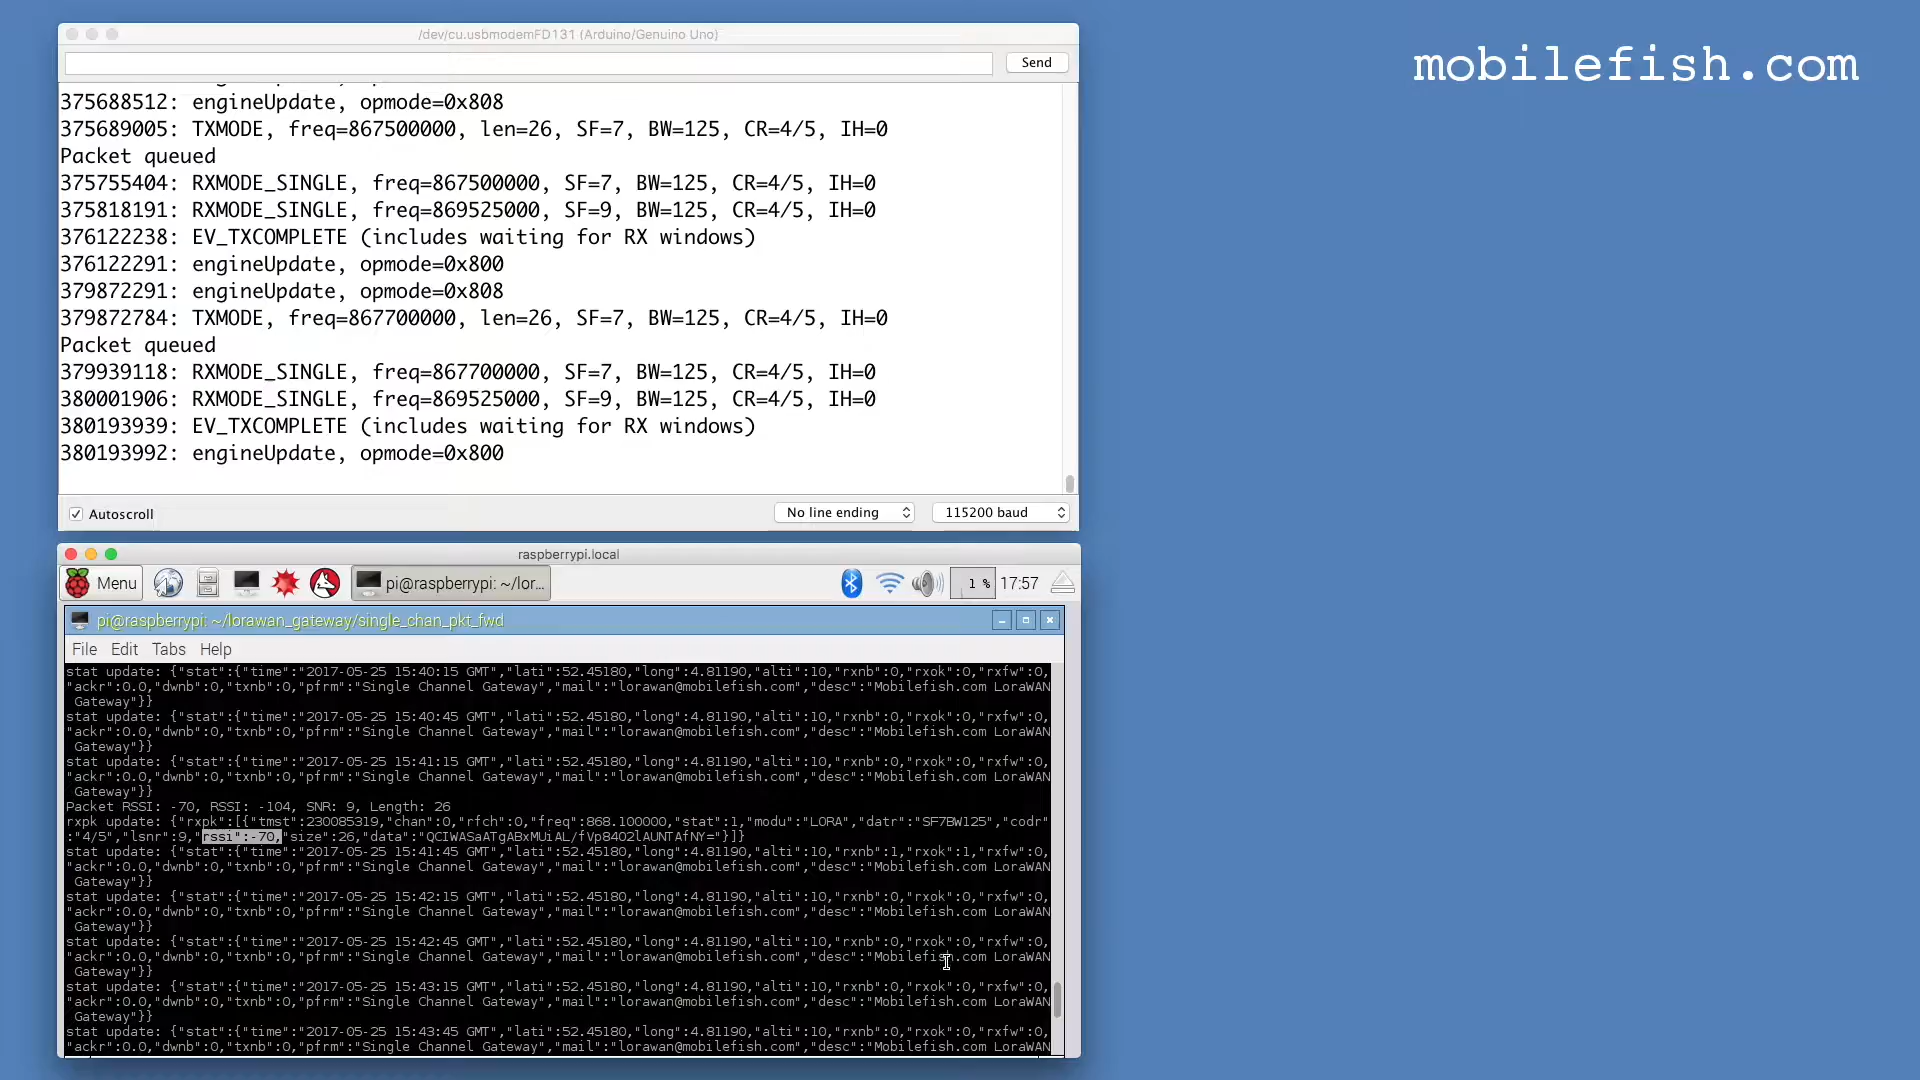 mobilefish.com
/dev/cu.usbmodemFD131 (Arduino/Genuino Uno)
Send
375688512: engineUpdate, opmode=0x808
375689005: TXMODE, freq=867500000, len=26, SF=7, BW=125, CR=4/5, IH=0
Packet queued
375755404: RXMODE_SINGLE, freq=867500000, SF=7, BW=125, CR=4/5, IH=0
375818191: RXMODE_SINGLE, freq=869525000, SF=9, BW=125, CR=4/5, IH=0
376122238: EV_TXCOMPLETE (includes waiting for RX windows)
376122291: engineUpdate, opmode=0x800
379872291: engineUpdate, opmode=0x808
379872784: TXMODE, freq=867700000, len=26, SF=7, BW=125, CR=4/5, IH=0
Packet queued
379939118: RXMODE_SINGLE, freq=867700000, SF=7, BW=125, CR=4/5, IH=0
380001906: RXMODE_SINGLE, freq=869525000, SF=9, BW=125, CR=4/5, IH=0
380193939: EV_TXCOMPLETE (includes waiting for RX windows)
380193992: engineUpdate, opmode=0x800
Autoscroll No line ending 115200 baud
raspberrypi.local
Menu pi@raspberrypi: ~/lor... 1 % 17:57
pi@raspberrypi: ~/lorawan_gateway/single_chan_pkt_fwd
File Edit Tabs Help
stat update: {"stat":{"time":"2017-05-25 15:40:15 GMT","lati":52.45180,"long":4.81190,"alti":10,"rxnb":0,"rxok":0,"rxfw":0,
"ackr":0.0,"dwnb":0,"txnb":0,"pfrm":"Single Channel Gateway","mail":"lorawan@mobilefish.com","desc":"Mobilefish.com LoraWAN
Gateway"}}
stat update: {"stat":{"time":"2017-05-25 15:40:45 GMT","lati":52.45180,"long":4.81190,"alti":10,"rxnb":0,"rxok":0,"rxfw":0,
"ackr":0.0,"dwnb":0,"txnb":0,"pfrm":"Single Channel Gateway","mail":"lorawan@mobilefish.com","desc":"Mobilefish.com LoraWAN
Gateway"}}
stat update: {"stat":{"time":"2017-05-25 15:41:15 GMT","lati":52.45180,"long":4.81190,"alti":10,"rxnb":0,"rxok":0,"rxfw":0,
"ackr":0.0,"dwnb":0,"txnb":0,"pfrm":"Single Channel Gateway","mail":"lorawan@mobilefish.com","desc":"Mobilefish.com LoraWAN
Gateway"}}
Packet RSSI: -70, RSSI: -104, SNR: 9, Length: 26
rxpk update: {"rxpk":[{"tmst":230085319,"chan":0,"rfch":0,"freq":868.100000,"stat":1,"modu":"LORA","datr":"SF7BW125","codr"
:"4/5","lsnr":9,"rssi":-70,"size":26,"data":"QCIWASaATgABxMUiAL/fVp8402lAUNTAfNY="}]}
stat update: {"stat":{"time":"2017-05-25 15:41:45 GMT","lati":52.45180,"long":4.81190,"alti":10,"rxnb":1,"rxok":1,"rxfw":0,
"ackr":0.0,"dwnb":0,"txnb":0,"pfrm":"Single Channel Gateway","mail":"lorawan@mobilefish.com","desc":"Mobilefish.com LoraWAN
Gateway"}}
stat update: {"stat":{"time":"2017-05-25 15:42:15 GMT","lati":52.45180,"long":4.81190,"alti":10,"rxnb":0,"rxok":0,"rxfw":0,
"ackr":0.0,"dwnb":0,"txnb":0,"pfrm":"Single Channel Gateway","mail":"lorawan@mobilefish.com","desc":"Mobilefish.com LoraWAN
Gateway"}}
stat update: {"stat":{"time":"2017-05-25 15:42:45 GMT","lati":52.45180,"long":4.81190,"alti":10,"rxnb":0,"rxok":0,"rxfw":0,
"ackr":0.0,"dwnb":0,"txnb":0,"pfrm":"Single Channel Gateway","mail":"lorawan@mobilefish.com","desc":"Mobilefish.com LoraWAN
Gateway"}}
stat update: {"stat":{"time":"2017-05-25 15:43:15 GMT","lati":52.45180,"long":4.81190,"alti":10,"rxnb":0,"rxok":0,"rxfw":0,
"ackr":0.0,"dwnb":0,"txnb":0,"pfrm":"Single Channel Gateway","mail":"lorawan@mobilefish.com","desc":"Mobilefish.com LoraWAN
Gateway"}}
stat update: {"stat":{"time":"2017-05-25 15:43:45 GMT","lati":52.45180,"long":4.81190,"alti":10,"rxnb":0,"rxok":0,"rxfw":0,
"ackr":0.0,"dwnb":0,"txnb":0,"pfrm":"Single Channel Gateway","mail":"lorawan@mobilefish.com","desc":"Mobilefish.com LoraWAN